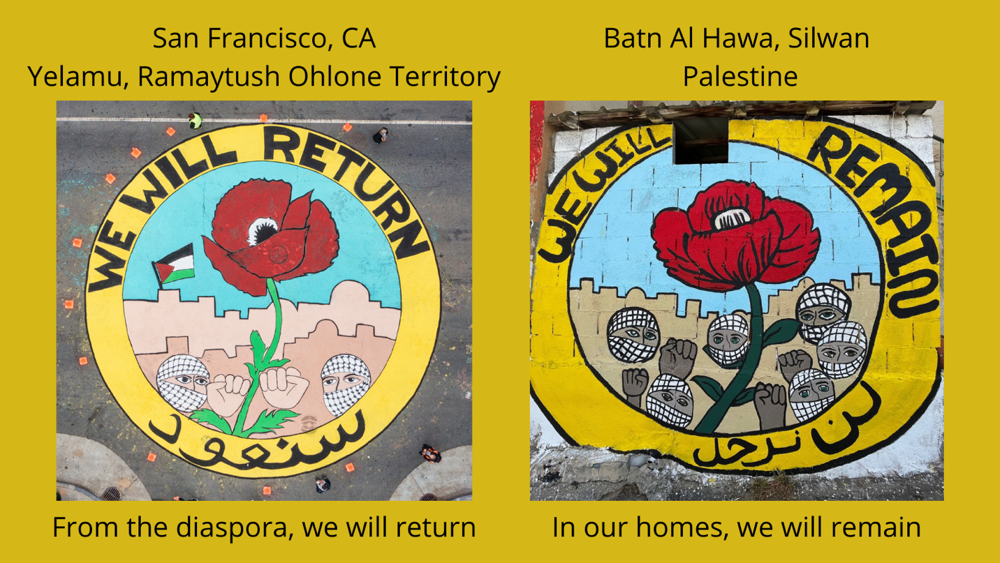 San Francisco, CA
Yelamu, Ramaytush Ohlone Territory
WE WILL RETURN
سنعود
From the diaspora, we will return
Batn Al Hawa, Silwan
Palestine
WE WILL REMAIN
لن نرحل
In our homes, we will remain